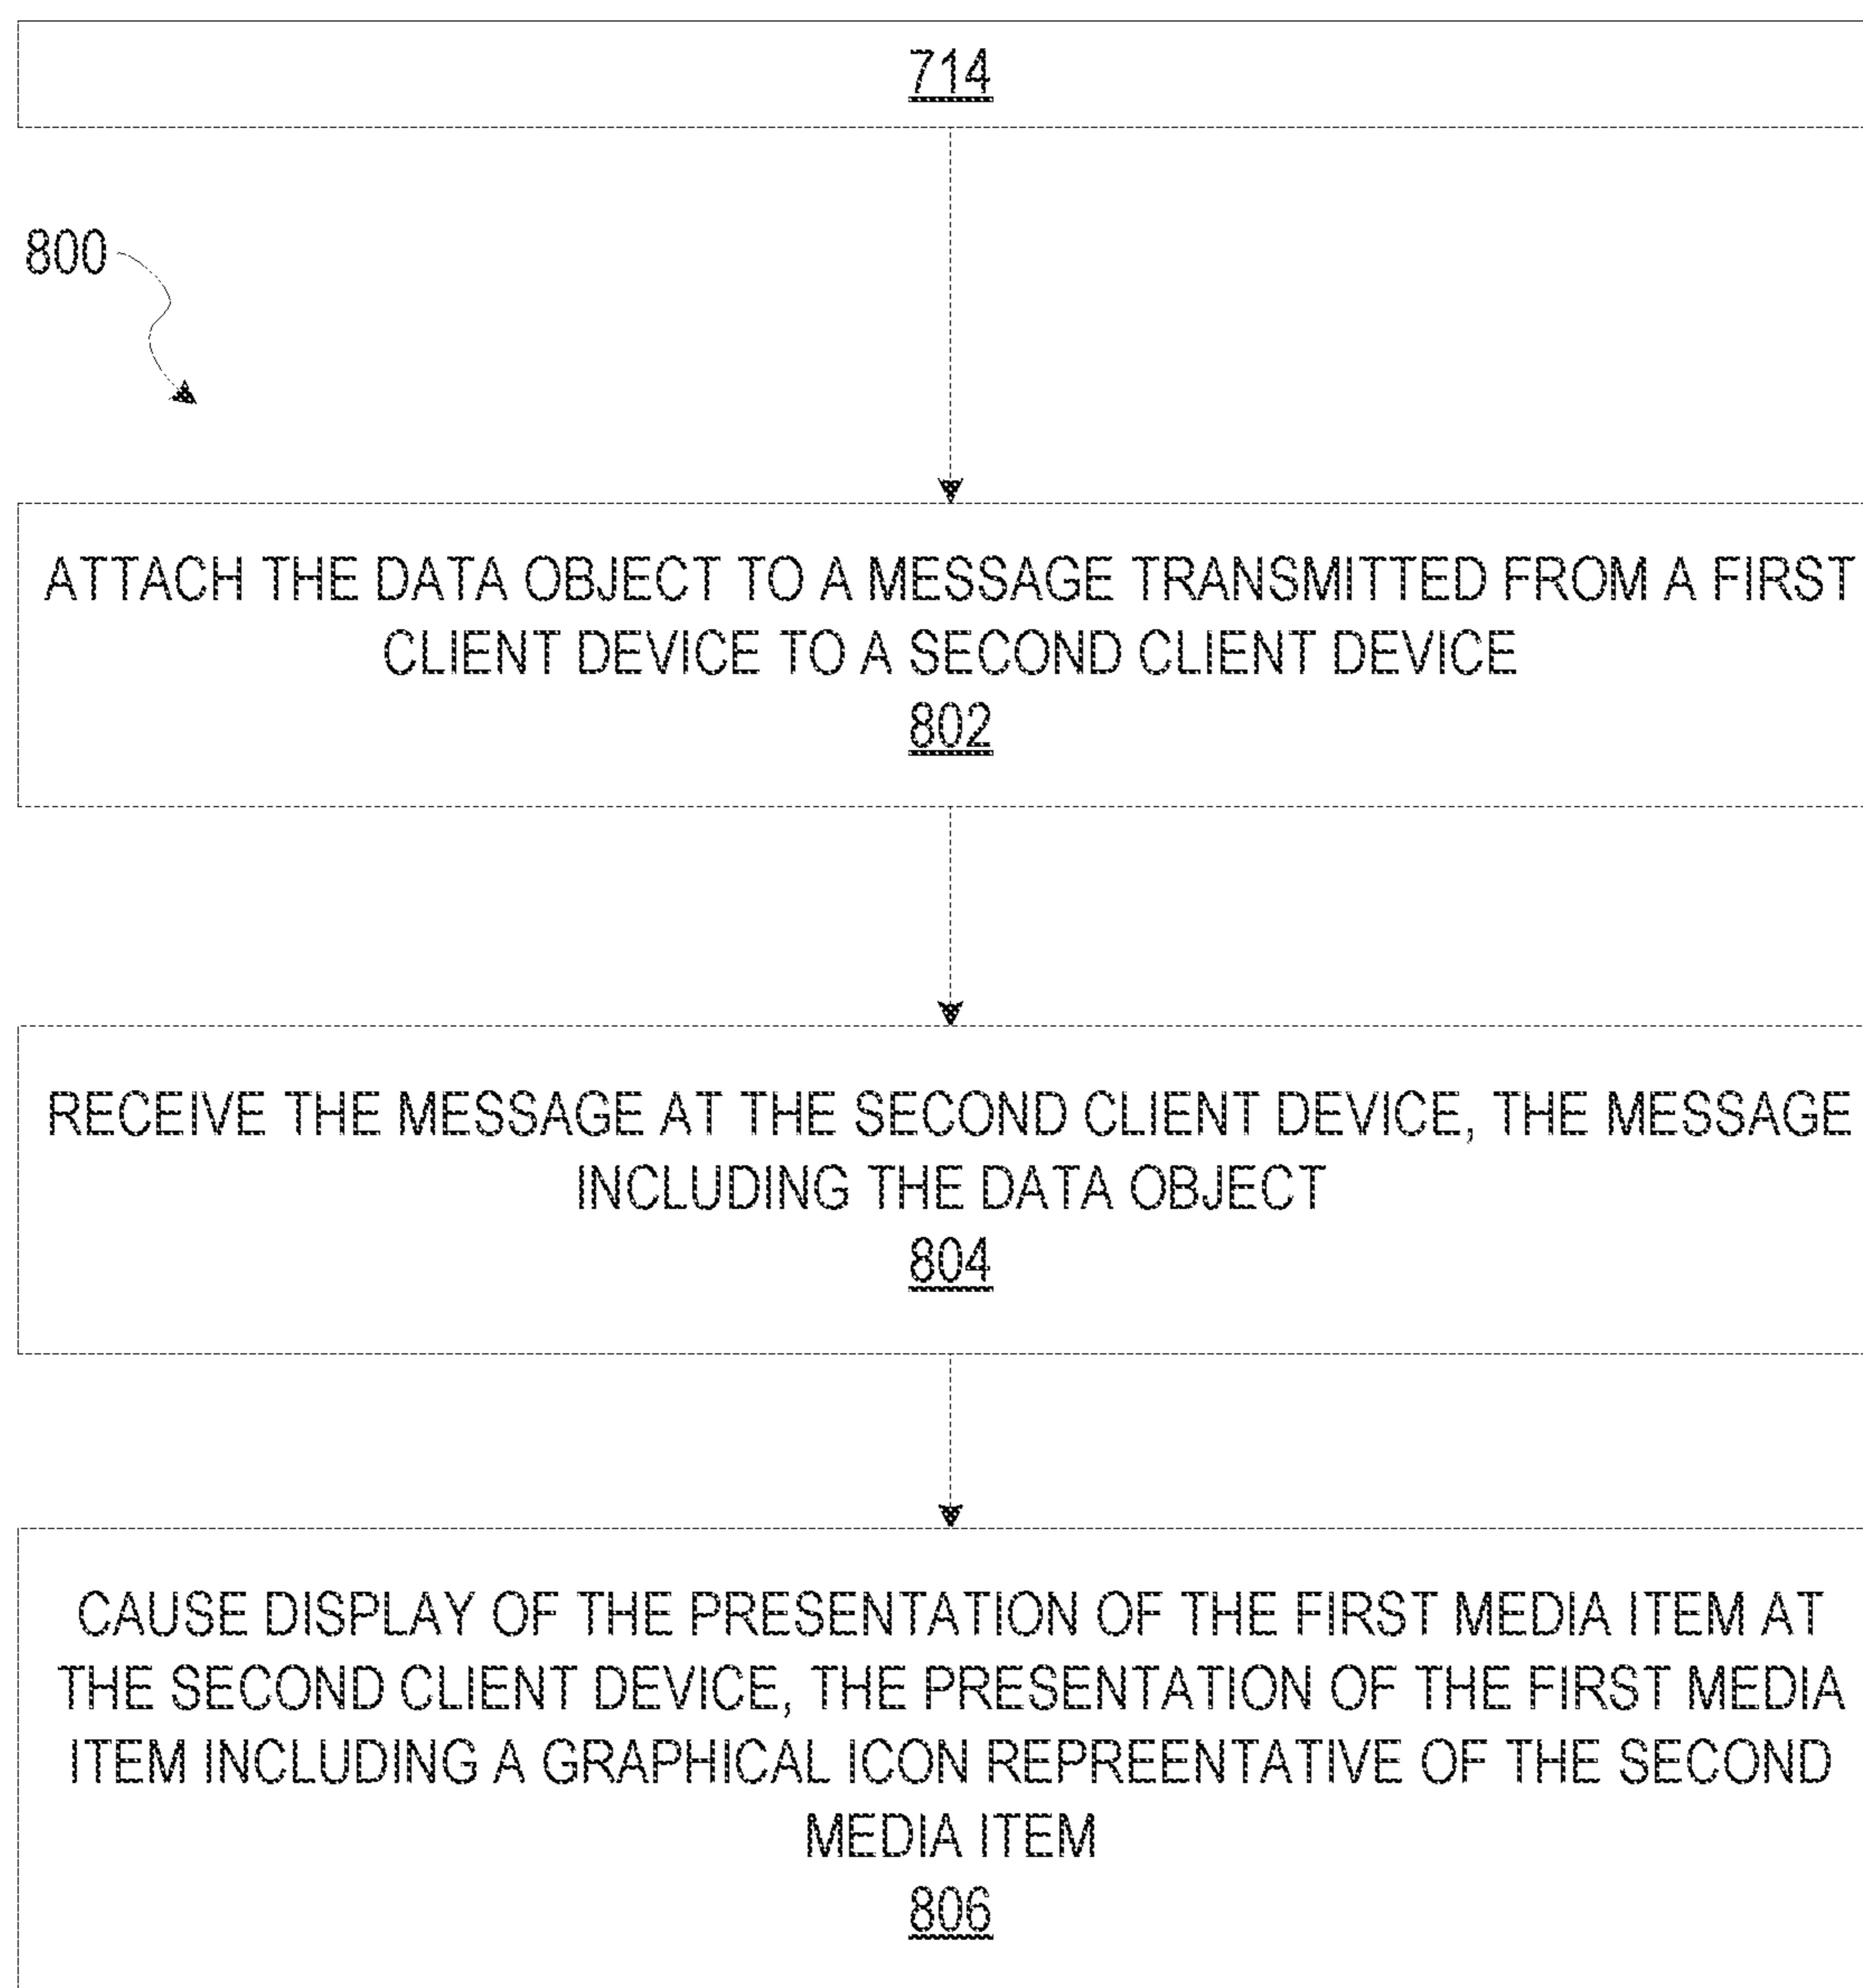 714
800
ATTACH THE DATA OBJECT TO A MESSAGE TRANSMITTED FROM A FIRST
CLIENT DEVICE TO A SECOND CLIENT DEVICE
802
RECEIVE THE MESSAGE AT THE SECOND CLIENT DEVICE, THE MESSAGE
INCLUDING THE DATA OBJECT
804
CAUSE DISPLAY OF THE PRESENTATION OF THE FIRST MEDIA ITEM AT
THE SECOND CLIENT DEVICE, THE PRESENTATION OF THE FIRST MEDIA
ITEM INCLUDING A GRAPHICAL ICON REPREENTATIVE OF THE SECOND
MEDIA ITEM
806